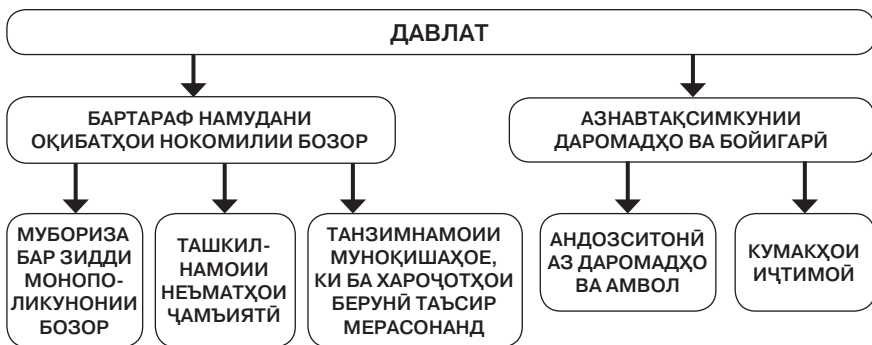 ДАВЛАТ
БАРТАРАФ НАМУДАНИ
ОҚИБАТҲОИ НОКОМИЛИИ БОЗОР
АЗНАВТАҚСИМКУНИИ
ДАРОМАДҲО ВА БОЙИГАРӢ
МУБОРИЗА
БАР ЗИДДИ
МОНОПО-
ЛИКУНОНИИ
БОЗОР
ТАШКИЛ-
НАМОИИ
НЕЪМАТҲОИ
ҶАМЪИЯТӢ
ТАНЗИМНАМОИИ
МУНОҚИШАҲОЕ,
КИ БА ХАРОҶОТҲОИ
БЕРУНӢ ТАЪСИР
МЕРАСОНАНД
АНДОЗСИТОНӢ
АЗ ДАРОМАДҲО
ВА АМВОЛ
КУМАКҲОИ
ИҶТИМОӢ